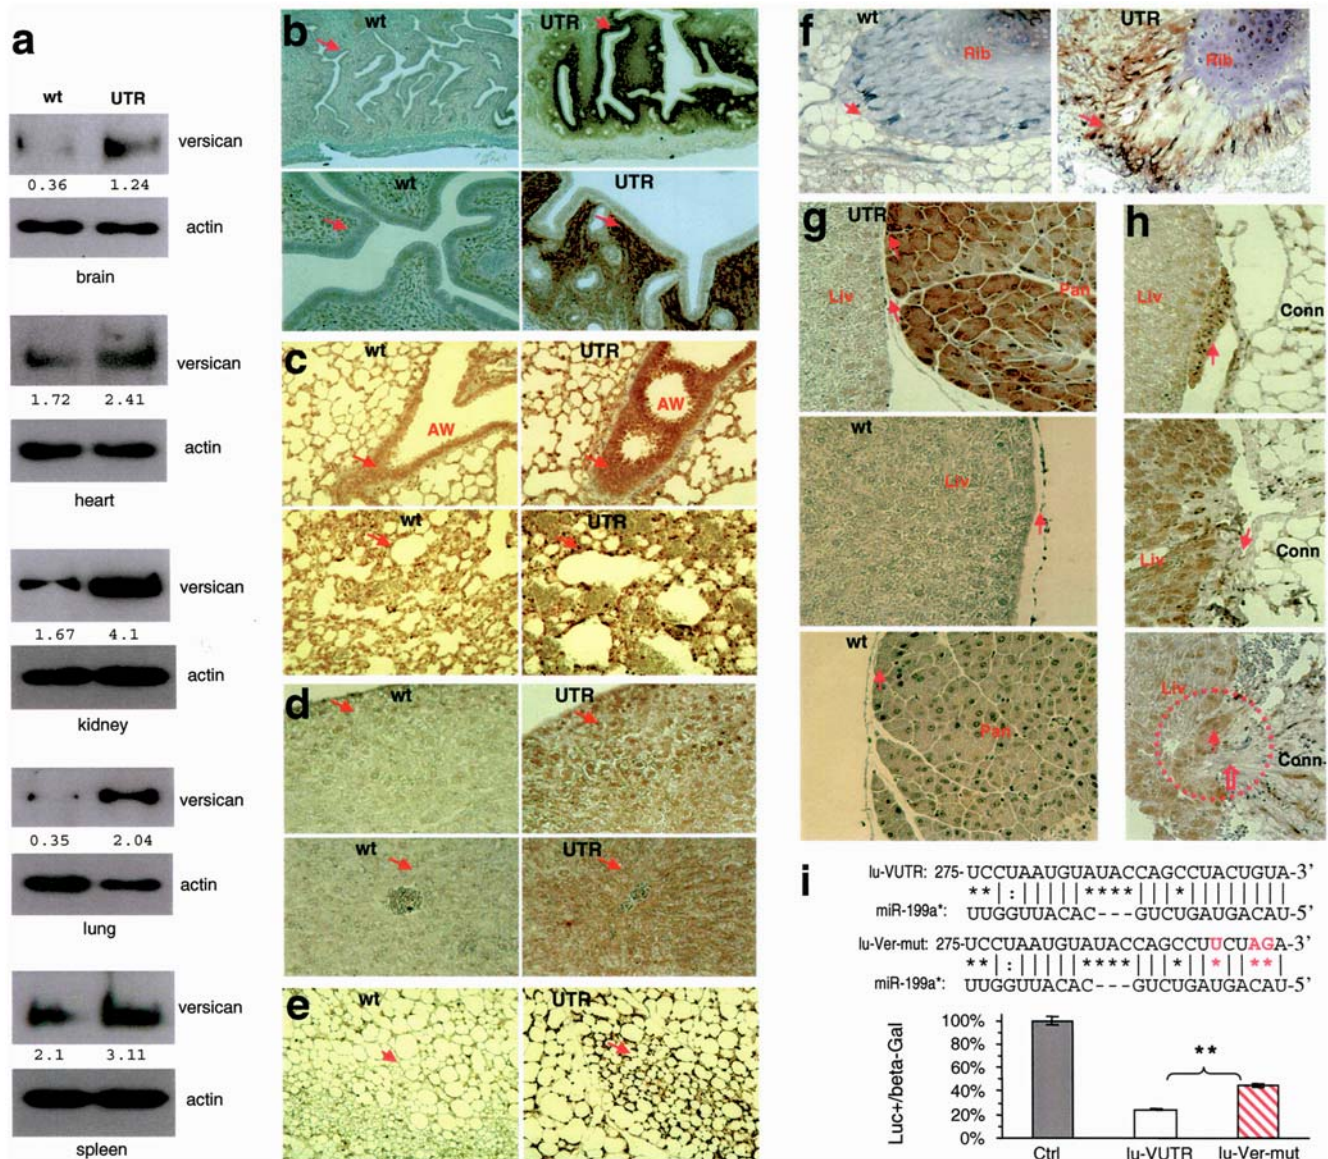 a
wt UTR
versican
0.36 1.24
actin
brain
versican
1.72 2.41
actin
heart
versican
1.67 4.1
actin
kidney
versican
0.35 2.04
actin
lung
versican
2.1 3.11
actin
spleen
b
wt UTR
wt UTR
c
wt UTR
AW AW
wt UTR
d
wt UTR
wt UTR
e
wt UTR
f
wt UTR
Rib Rib
g
UTR
Liv Pan
wt
Liv
wt
Pan
h
Liv Conn
Liv Conn
Liv
Conn
i
lu-VUTR: 275-UCCUAAUGUAUACCAGCCUACUGUA-3'
**|:||||****|||*|||||||
miR-199a*: UUGGUUACAC---GUCUGAUGACAU-5'
lu-Ver-mut: 275-UCCUAAUGUAUACCAGCCUUCUAGA-3'
**|:||||****|||*||*||**|
miR-199a*: UUGGUUACAC---GUCUGAUGACAU-5'
Luc+/beta-Gal
100%
80%
60%
40%
20%
0%
**
Ctrl lu-VUTR lu-Ver-mut